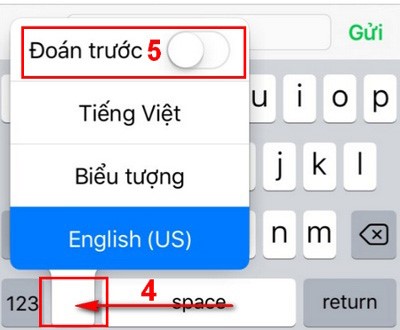 Gửi
Đoán trước 5
Tiếng Việt
u i o p
Biểu tượng
j k l
English (US)
n m
123 4 space return